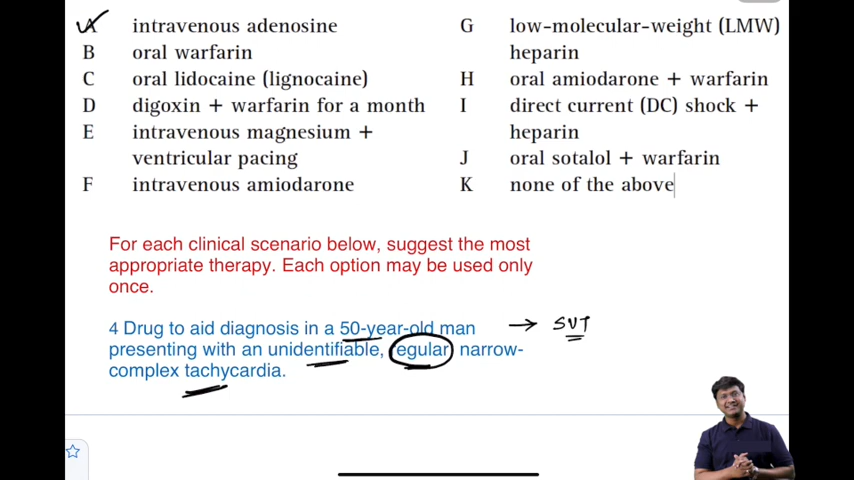 A intravenous adenosine
B oral warfarin
C oral lidocaine (lignocaine)
D digoxin + warfarin for a month
E intravenous magnesium +
ventricular pacing
F intravenous amiodarone
G low-molecular-weight (LMW)
heparin
H oral amiodarone + warfarin
I direct current (DC) shock +
heparin
J oral sotalol + warfarin
K none of the above
For each clinical scenario below, suggest the most
appropriate therapy. Each option may be used only
once.
4 Drug to aid diagnosis in a 50-year-old man
presenting with an unidentifiable, regular narrow-
complex tachycardia.
→ SVT